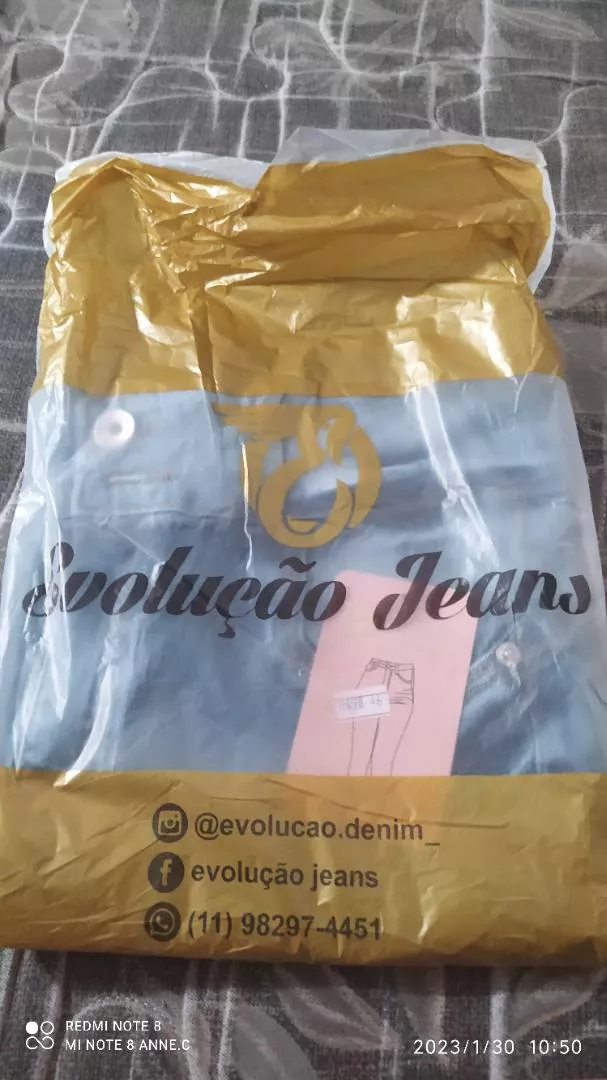 Evolução Jeans
@evolucao.denim_
evolução jeans
(11) 98297-4451
REDMI NOTE 8
MI NOTE 8 ANNE.C
2023/1/30 10:50